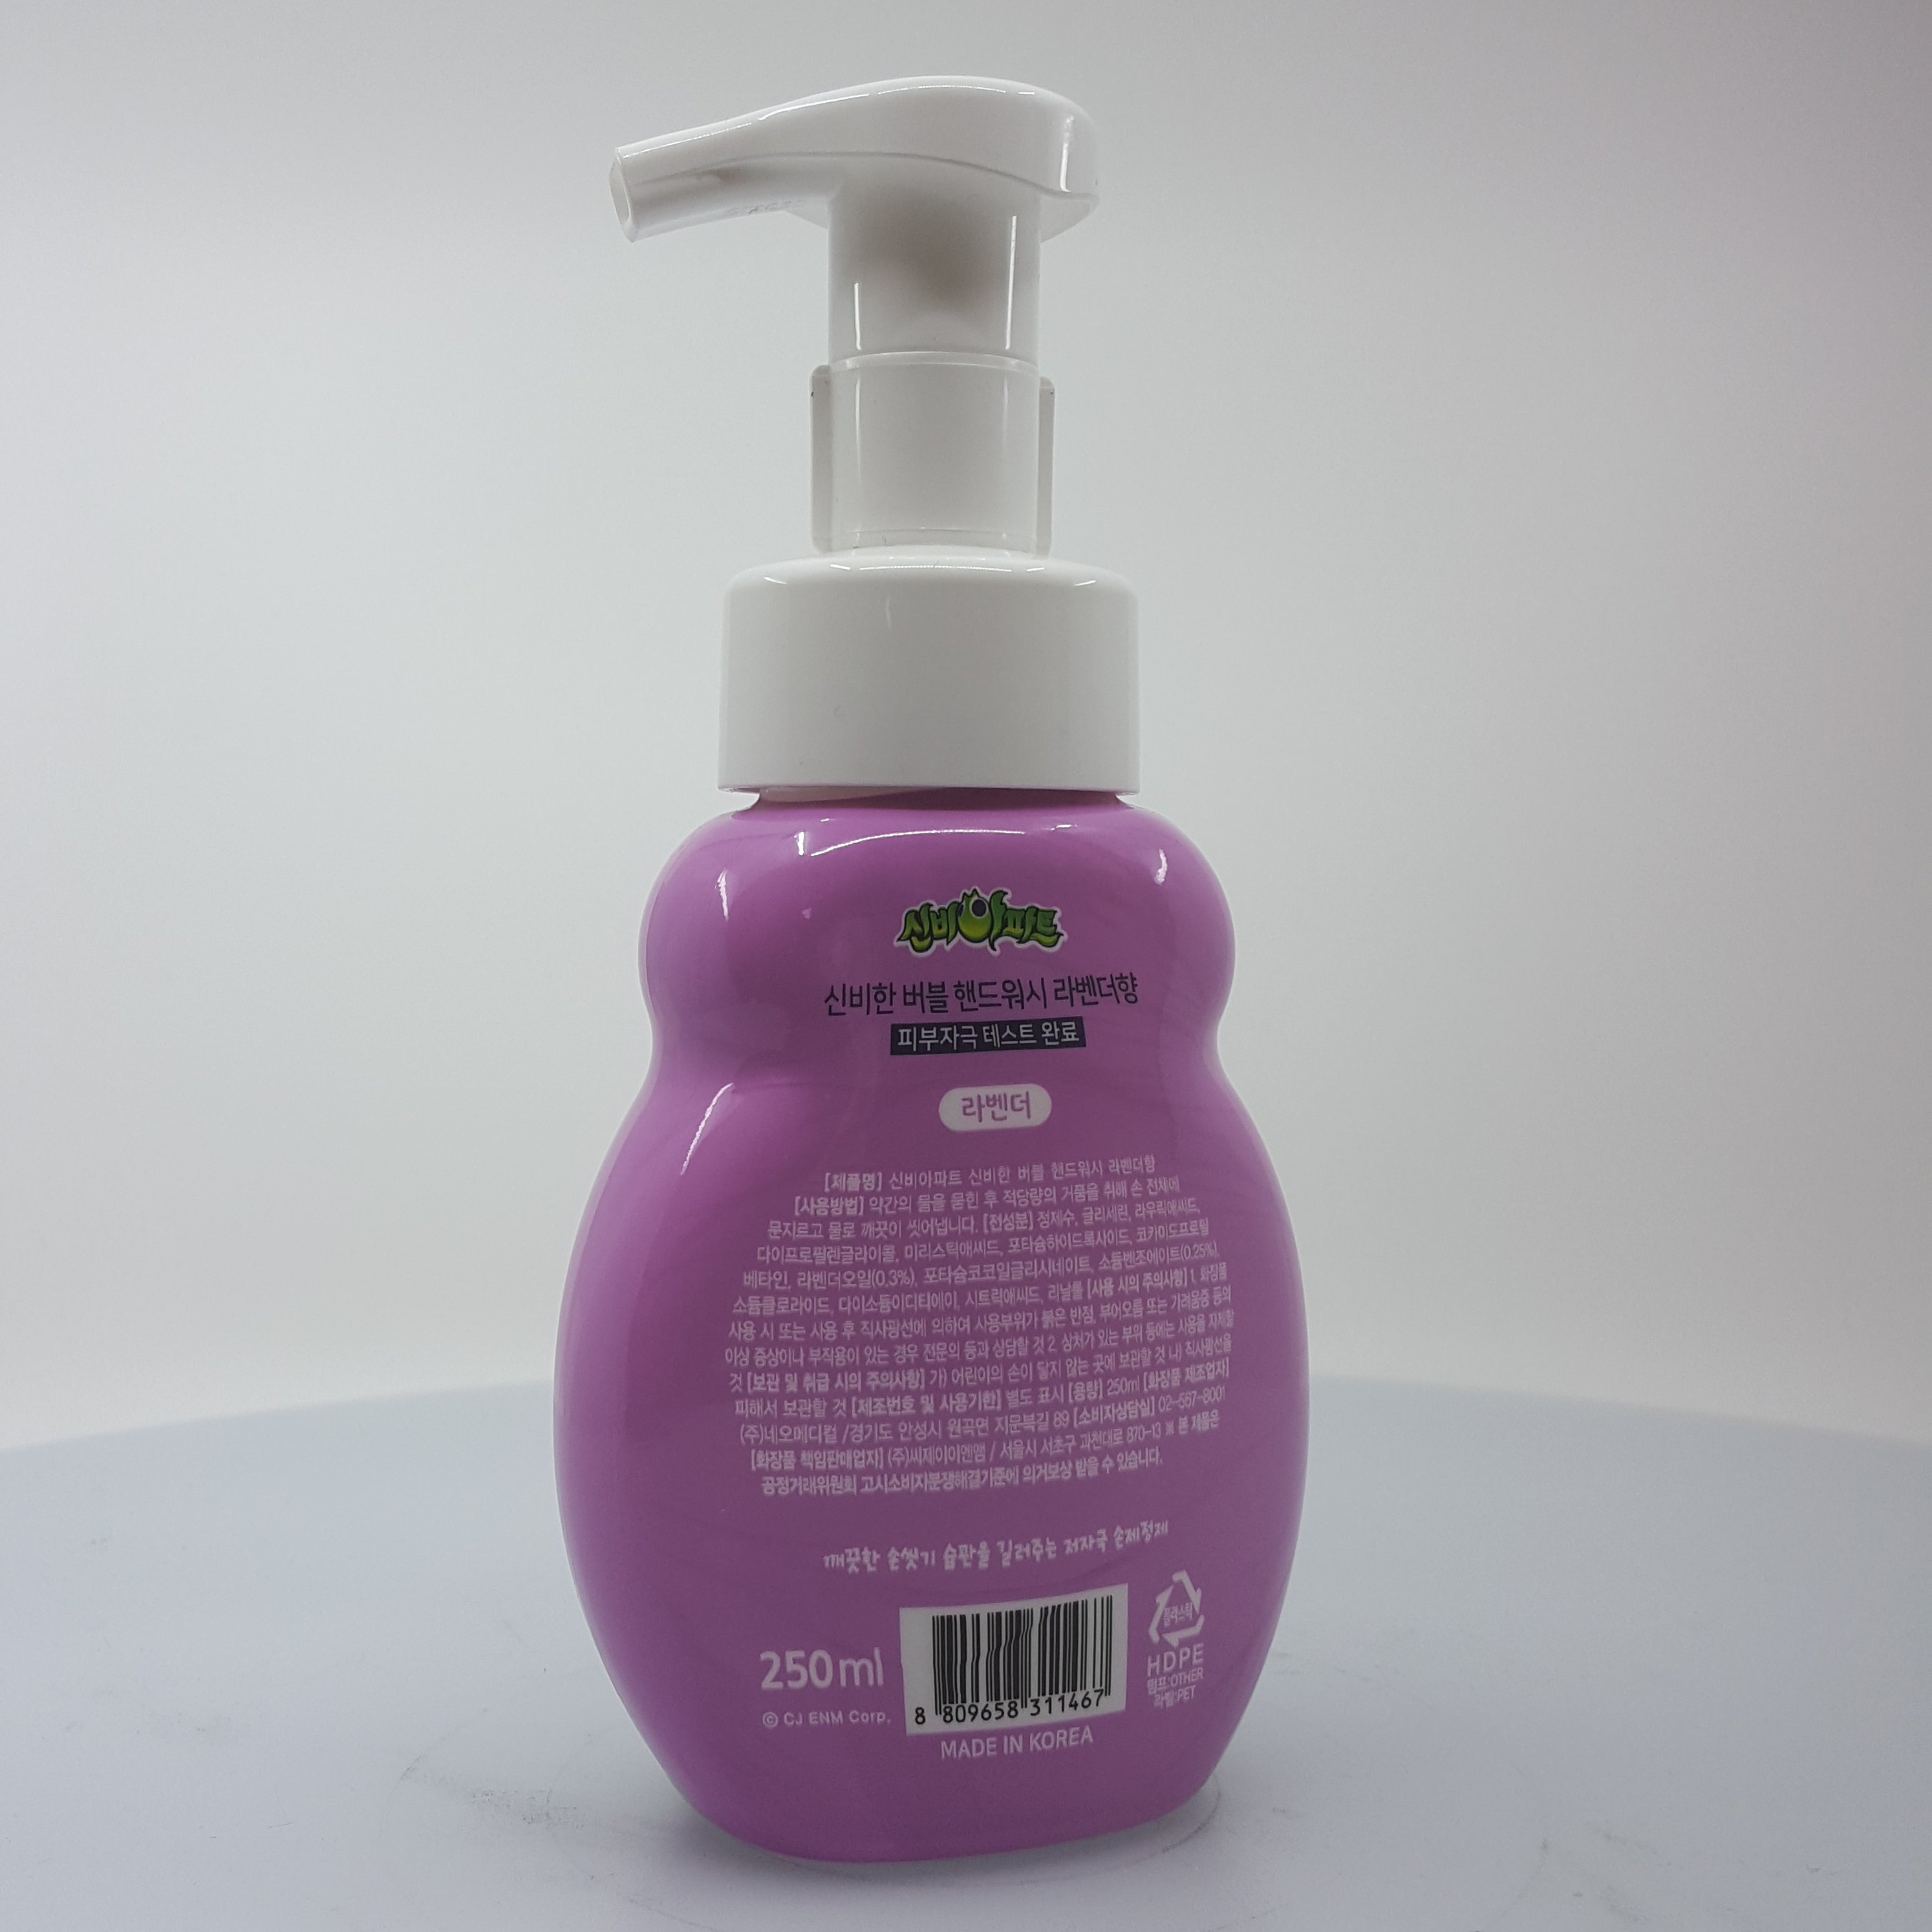 신비아파트
신비한 버블 핸드워시 라벤더향
피부자극 테스트 완료
라벤더
[제품명] 신비아파트 신비한 버블 핸드워시 라벤더향
[사용방법] 약간의 물을 묻힌 후 적당량의 거품을 취해 손 전체에
문지르고 물로 깨끗이 씻어냅니다. [전성분] 정제수, 글리세린, 라우릭애씨드,
다이프로필렌글라이콜, 미리스틱애씨드, 포타슘하이드록사이드, 코카미도프로필
베타인, 라벤더오일(0.3%), 포타슘코코일글리시네이트, 소듐벤조에이트(0.25%),
소듐클로라이드, 다이소듐이디티에이, 시트릭애씨드, 리날룰 [사용 시의 주의사항] 1. 화장품
사용 시 또는 사용 후 직사광선에 의하여 사용부위가 붉은 반점, 부어오름 또는 가려움증 등의
이상 증상이나 부작용이 있는 경우 전문의 등과 상담할 것 2. 상처가 있는 부위 등에는 사용을 자제할
것 [보관 및 취급 시의 주의사항] 가) 어린이의 손이 닿지 않는 곳에 보관할 것 나) 직사광선을
피해서 보관할 것 [제조번호 및 사용기한] 별도 표시 [용량] 250ml [화장품 제조업자]
(주)네오메디컬 /경기도 안성시 원곡면 지문북길 89 [소비자상담실] 02-567-8001
[화장품 책임판매업자] (주)씨제이이엔엠 / 서울시 서초구 과천대로 870-13 ※ 본 제품은
공정거래위원회 고시소비자분쟁해결기준에 의거보상 받을 수 있습니다.
깨끗한 손씻기 습관을 길러주는 저자극 손세정제
플라스틱
HDPE
펌프:OTHER
라벨:PET
250ml
© CJ ENM Corp.
8 809658 311467
MADE IN KOREA